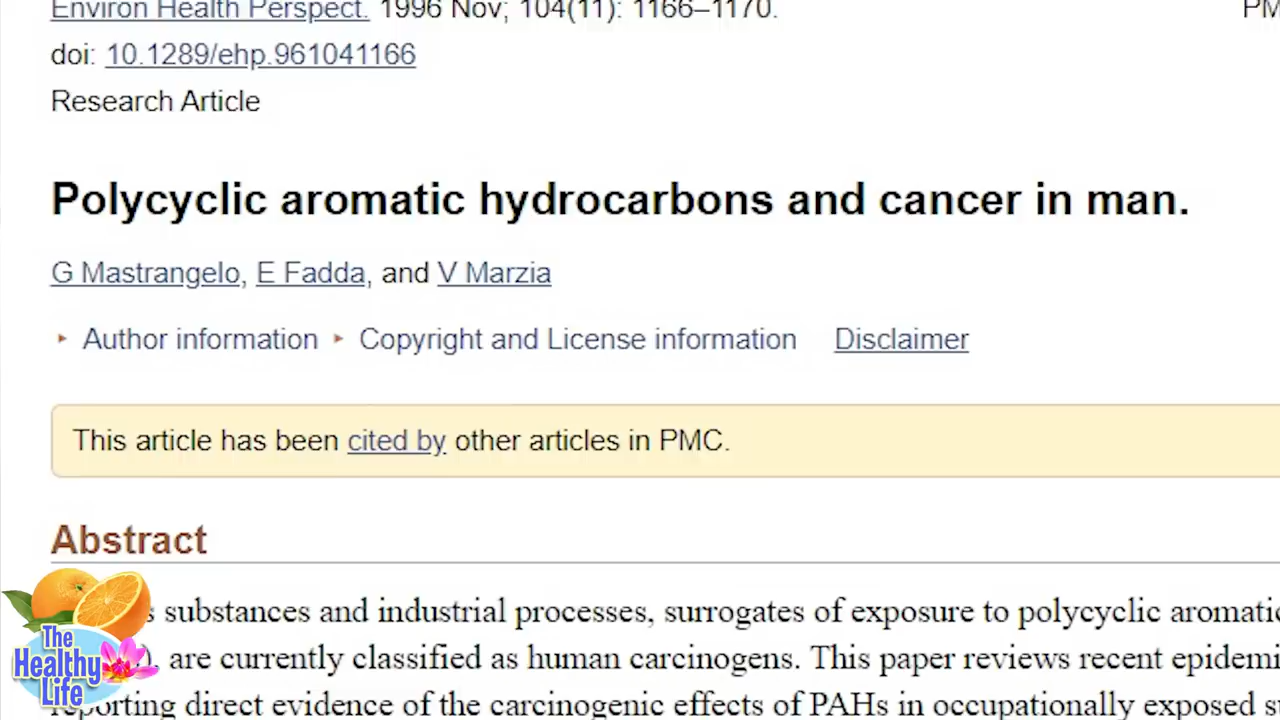 Environ Health Perspect. 1996 Nov; 104(11): 1166–1170.
doi: 10.1289/ehp.961041166
Research Article
Polycyclic aromatic hydrocarbons and cancer in man.
G Mastrangelo, E Fadda, and V Marzia
▸ Author information ▸ Copyright and License information Disclaimer
This article has been cited by other articles in PMC.
Abstract
substances and industrial processes, surrogates of exposure to polycyclic
are currently classified as human carcinogens. This paper reviews recent
reporting direct evidence of the carcinogenic effects of PAHs in occupationally exposed
The
Healthy
Life